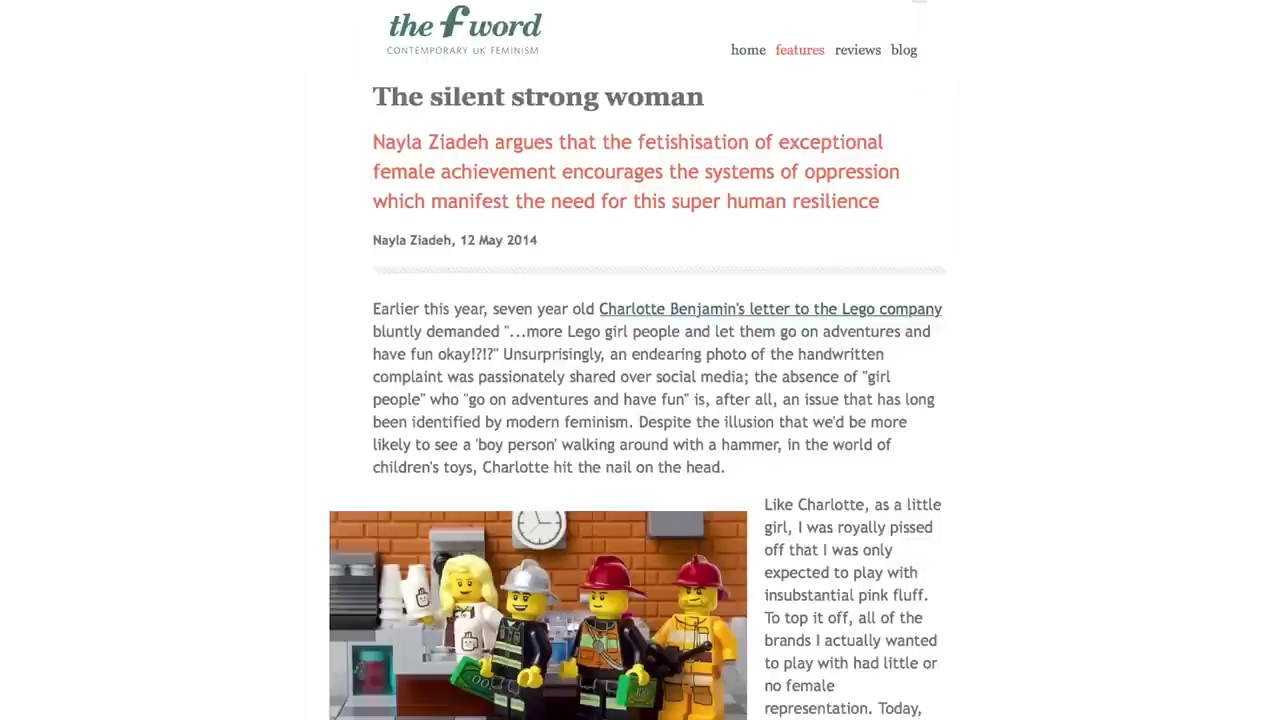 the f word
CONTEMPORARY UK FEMINISM
home features reviews blog
The silent strong woman
Nayla Ziadeh argues that the fetishisation of exceptional
female achievement encourages the systems of oppression
which manifest the need for this super human resilience
Nayla Ziadeh, 12 May 2014
Earlier this year, seven year old Charlotte Benjamin's letter to the Lego company
bluntly demanded "...more Lego girl people and let them go on adventures and
have fun okay!?!?" Unsurprisingly, an endearing photo of the handwritten
complaint was passionately shared over social media; the absence of "girl
people" who "go on adventures and have fun" is, after all, an issue that has long
been identified by modern feminism. Despite the illusion that we'd be more
likely to see a 'boy person' walking around with a hammer, in the world of
children's toys, Charlotte hit the nail on the head.
Like Charlotte, as a little
girl, I was royally pissed
off that I was only
expected to play with
insubstantial pink fluff.
To top it off, all of the
brands I actually wanted
to play with had little or
no female
representation. Today,
100